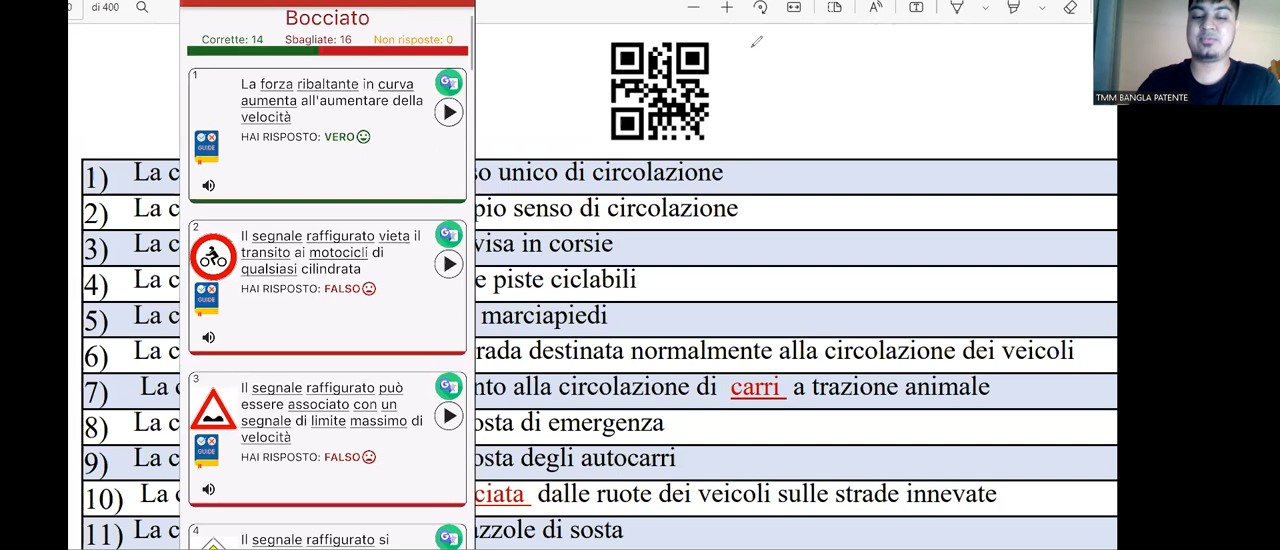 di 400
Bocciato
Corrette: 14 Sbagliate: 16 Non risposte: 0
1
La forza ribaltante in curva
aumenta all'aumentare della
velocità
HAI RISPOSTO: VERO
GUIDE
2
Il segnale raffigurato vieta il
transito ai motocicli di
qualsiasi cilindrata
HAI RISPOSTO: FALSO
GUIDE
3
Il segnale raffigurato può
essere associato con un
segnale di limite massimo di
velocità
HAI RISPOSTO: FALSO
GUIDE
4
Il segnale raffigurato si
TMM BANGLA PATENTE
1) La c so unico di circolazione
2) La c pio senso di circolazione
3) La c visa in corsie
4) La c e piste ciclabili
5) La c marciapiedi
6) La c rada destinata normalmente alla circolazione dei veicoli
7) La c nto alla circolazione di carri a trazione animale
8) La c osta di emergenza
9) La c osta degli autocarri
10) La c ciata dalle ruote dei veicoli sulle strade innevate
11) La c azzole di sosta